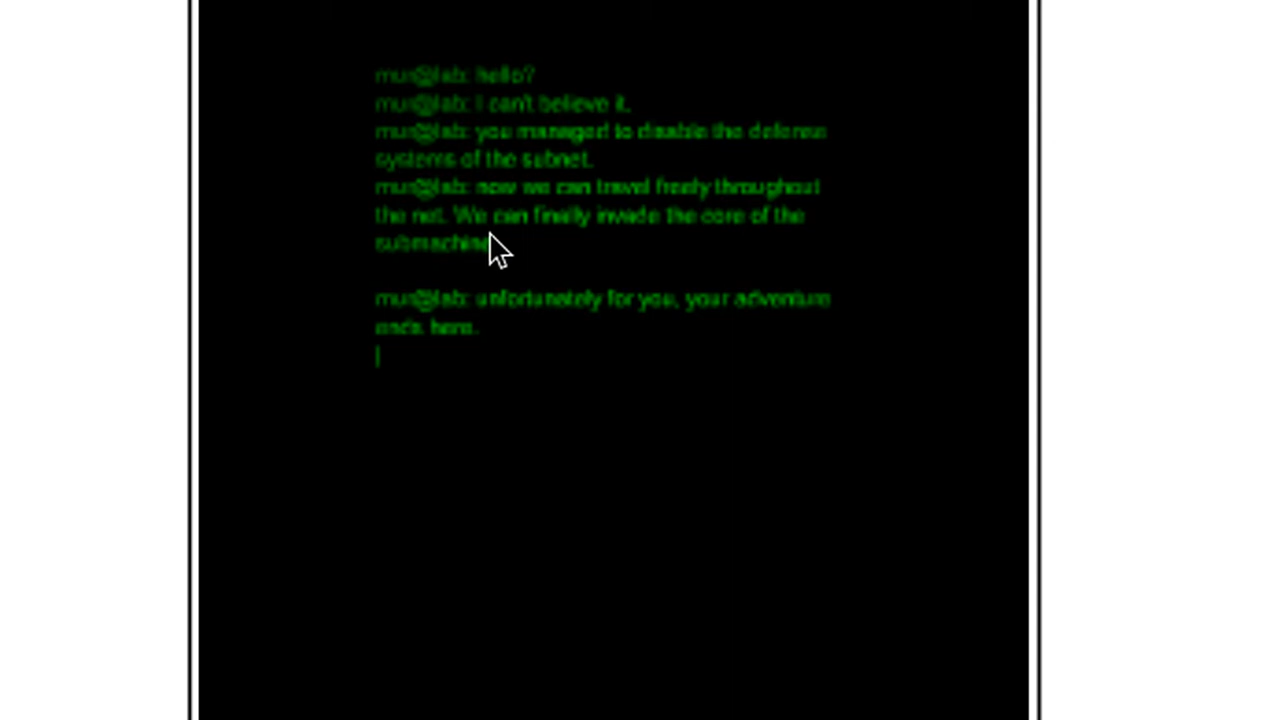 mur@lab: hello?
mur@lab: I can't believe it.
mur@lab: you managed to disable the defense
systems of the subnet.
mur@lab: now we can travel freely throughout
the net. We can finally invade the core of the
submachine
mur@lab: unfortunately for you, your adventure
ends here.